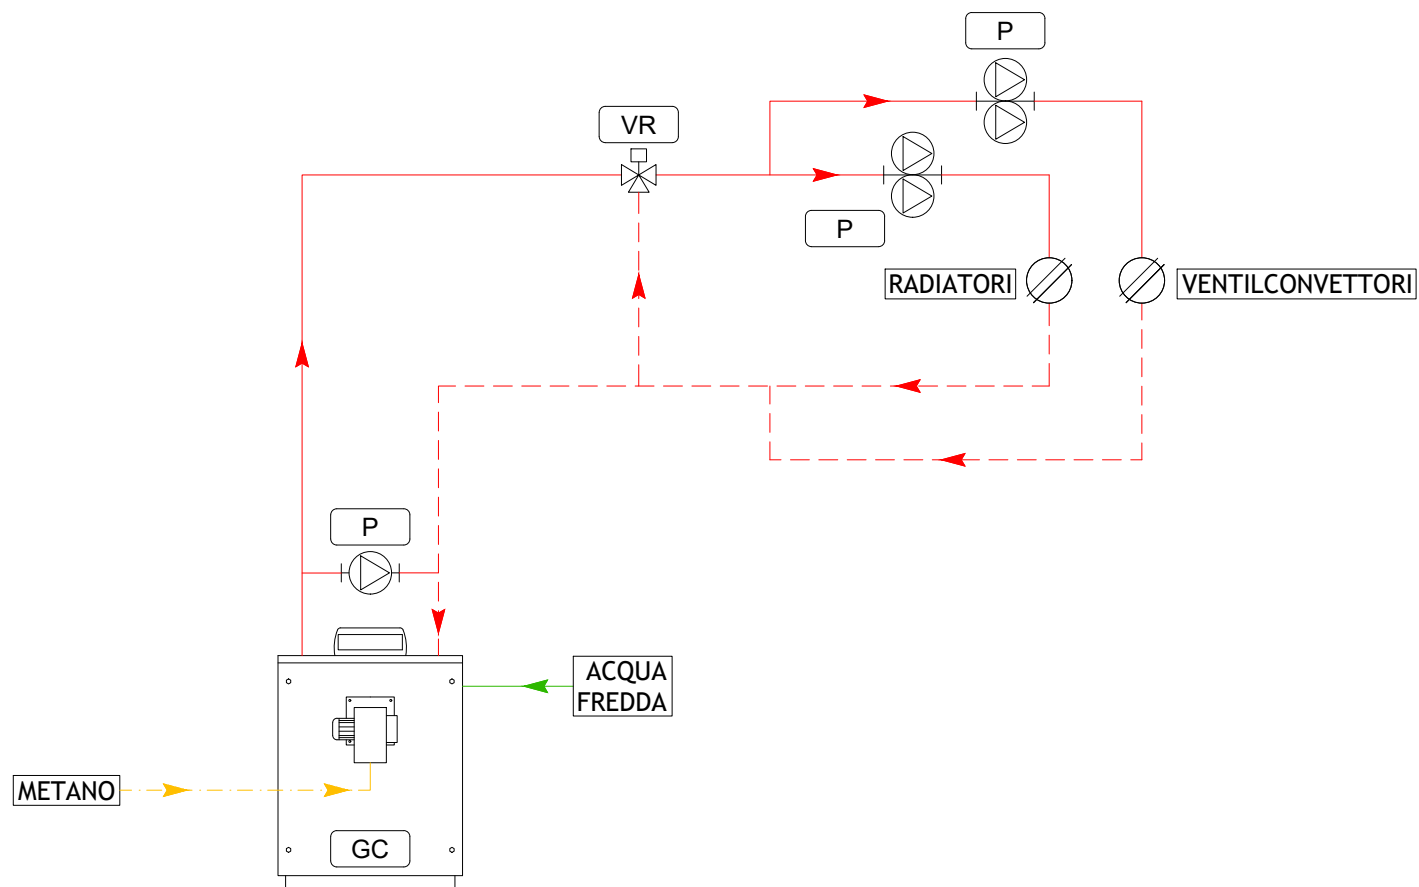 P
VR
P
RADIATORI
VENTILCONVETTORI
P
ACQUA
FREDDA
METANO
GC